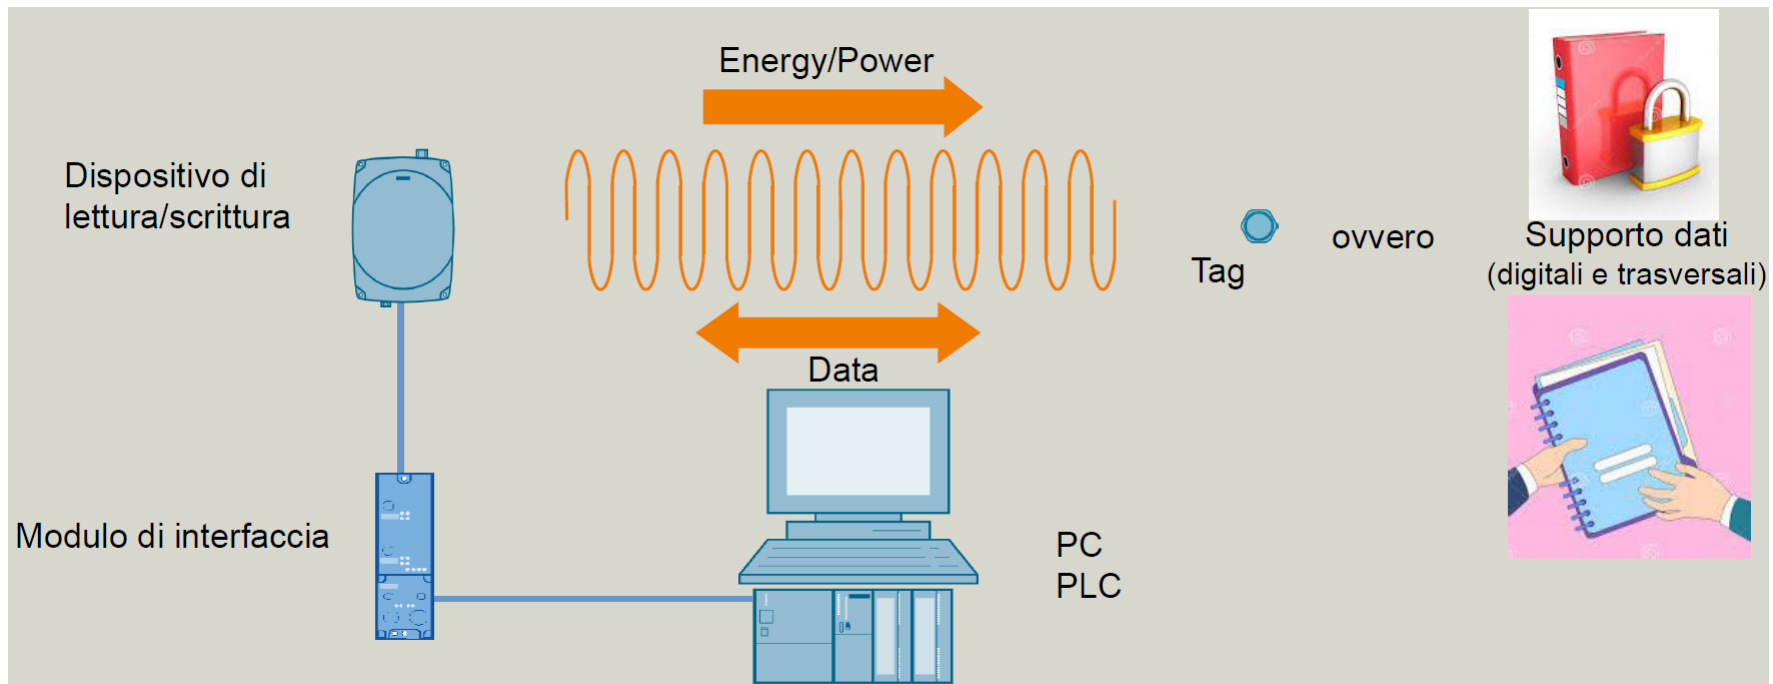 Energy/Power
Dispositivo di
lettura/scrittura
Tag
ovvero
Supporto dati
(digitali e trasversali)
Data
Modulo di interfaccia
PC
PLC